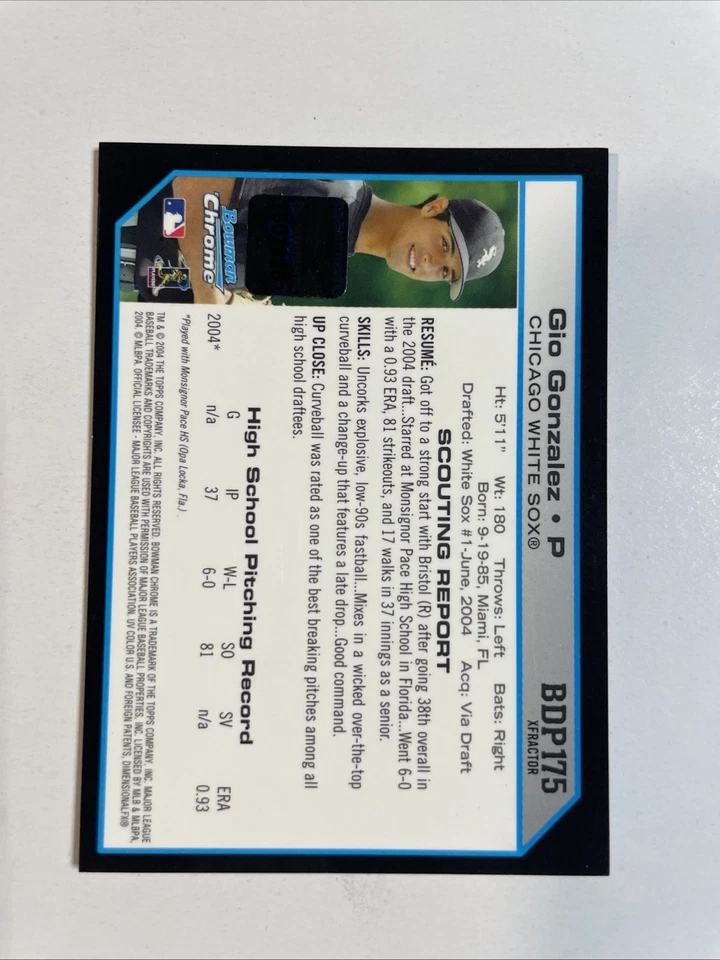 Gio Gonzalez • P
CHICAGO WHITE SOX®
BDP175
XFRACTOR
Ht: 5'11" Wt: 180 Throws: Left Bats: Right
Born: 9-19-85, Miami, FL
Drafted: White Sox #1-June, 2004 Acq: Via Draft
SCOUTING REPORT
RESUMÉ: Got off to a strong start with Bristol (R) after going 38th overall in
the 2004 draft...Starred at Monsignor Pace High School in Florida...Went 6-0
with a 0.93 ERA, 81 strikeouts, and 17 walks in 37 innings as a senior.
SKILLS: Uncorks explosive, low-90s fastball...Mixes in a wicked over-the-top
curveball and a change-up that features a late drop...Good command.
UP CLOSE: Curveball was rated as one of the best breaking pitches among all
high school draftees.
High School Pitching Record
G IP W-L SO SV ERA
2004* n/a 37 6-0 81 n/a 0.93
*Played with Monsignor Pace HS (Opa Locka, Fla.).
Bowman
Chrome
TM & © 2004 THE TOPPS COMPANY, INC. ALL RIGHTS RESERVED. BOWMAN CHROME IS A TRADEMARK OF THE TOPPS COMPANY, INC. MAJOR LEAGUE
BASEBALL TRADEMARKS AND COPYRIGHTS ARE USED WITH PERMISSION OF MAJOR LEAGUE BASEBALL PROPERTIES, INC. LICENSED BY MLB & MLBPA,
2004. © MLBPA. OFFICIAL LICENSEE - MAJOR LEAGUE BASEBALL PLAYERS ASSOCIATION. UV COLOR U.S. AND FOREIGN PATENTS, DIMENSIONALFX®